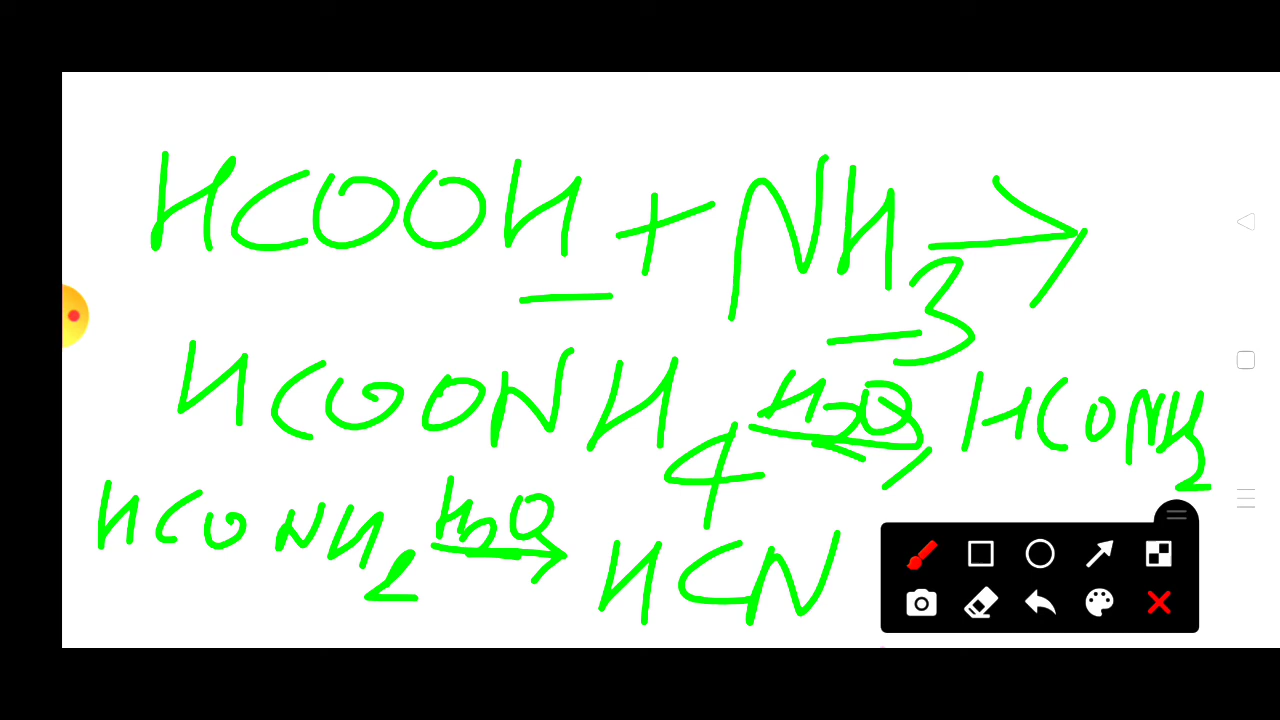 HCOOH + NH3 →
HCOONH4 H2O→ HCONH2
HCONH2 H2O→ HCN